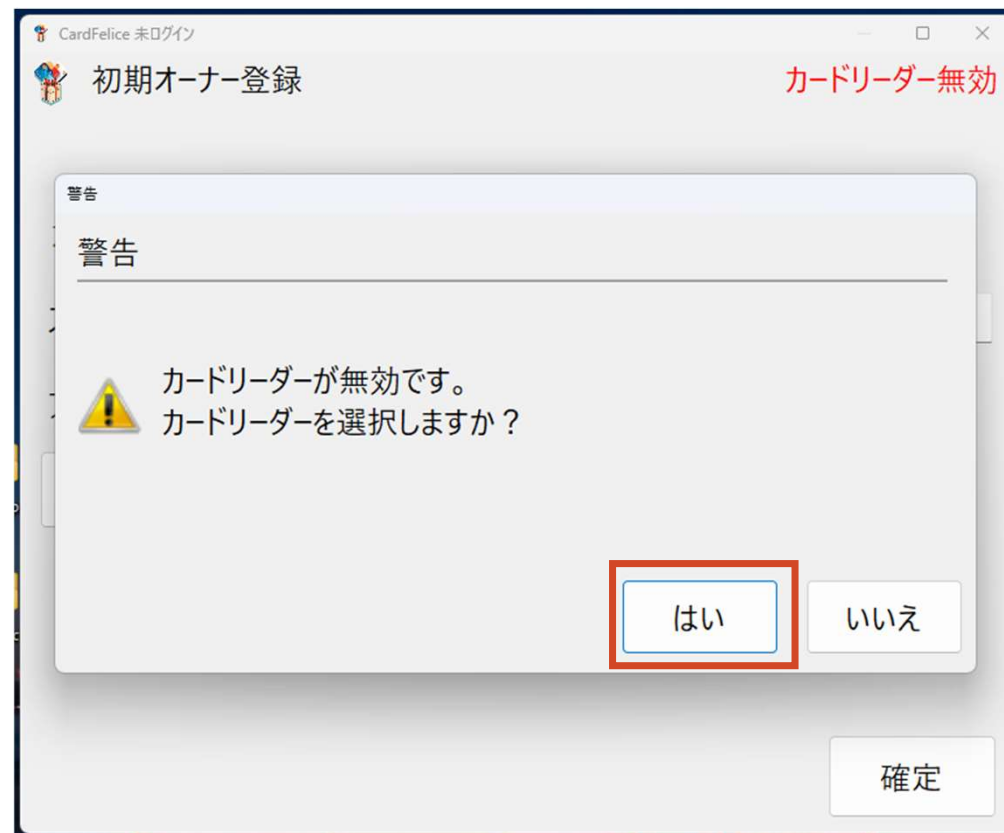 CardFelice 未ログイン
初期オーナー登録
カードリーダー無効
警告
警告
カードリーダーが無効です。
カードリーダーを選択しますか？
はい
いいえ
確定